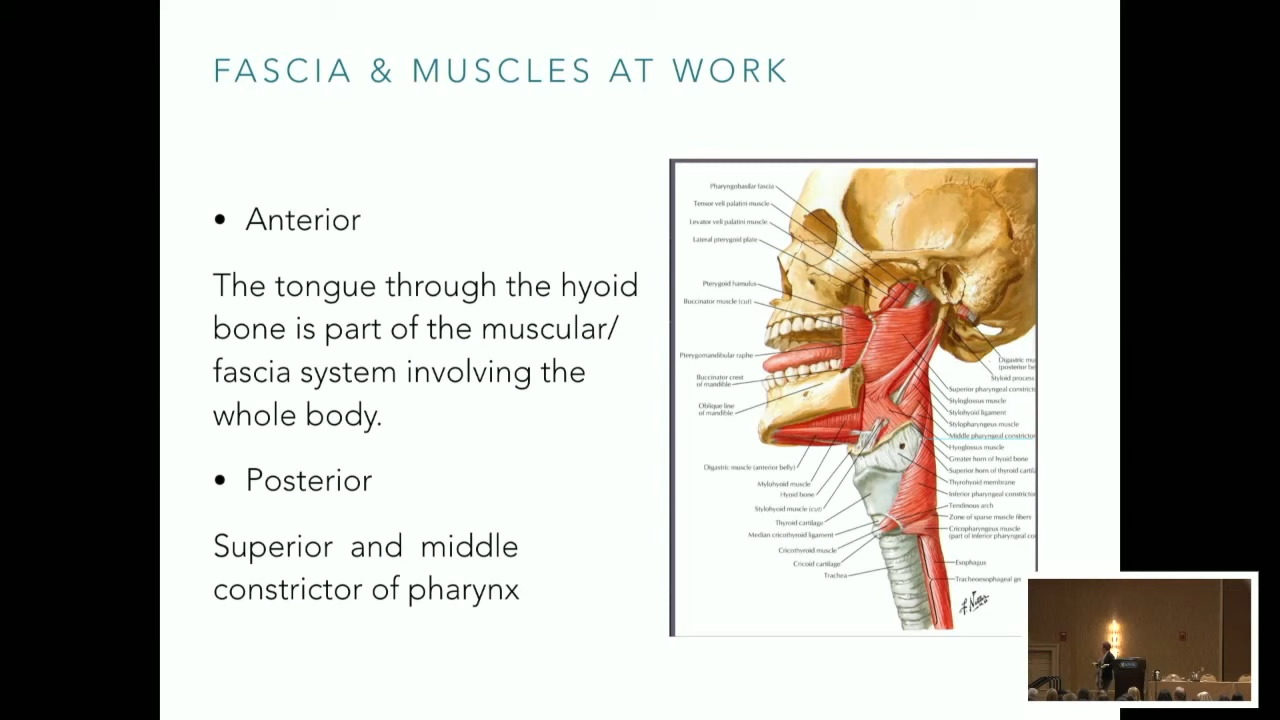 FASCIA & MUSCLES AT WORK
• Anterior
The tongue through the hyoid
bone is part of the muscular/
fascia system involving the
whole body.
• Posterior
Superior and middle
constrictor of pharynx
Pharyngobasilar fascia
Tensor veli palatini muscle
Levator veli palatini muscle
Lateral pterygoid plate
Pterygoid hamulus
Buccinator muscle (cut)
Pterygomandibular raphe
Buccinator crest
of mandible
Oblique line
of mandible
Digastric muscle (anterior belly)
Mylohyoid muscle
Hyoid bone
Stylohyoid muscle (cut)
Thyroid cartilage
Median cricothyroid ligament
Cricothyroid muscle
Cricoid cartilage
Trachea
Digastric mu
(posterior be
Styloid process
Superior pharyngeal constricto
Styloglossus muscle
Stylohyoid ligament
Stylopharyngeus muscle
Middle pharyngeal constrictor
Hyoglossus muscle
Greater horn of hyoid bone
Superior horn of thyroid cartila
Thyrohyoid membrane
Inferior pharyngeal constrictor
Tendinous arch
Zone of sparse muscle fibers
Cricopharyngeus muscle
(part of inferior pharyngeal co
Esophagus
Tracheoesophageal gr